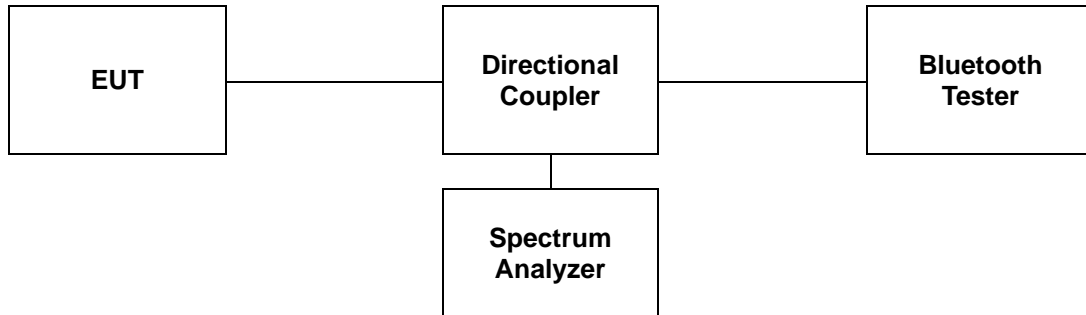 EUT
Directional
Coupler
Bluetooth
Tester
Spectrum
Analyzer